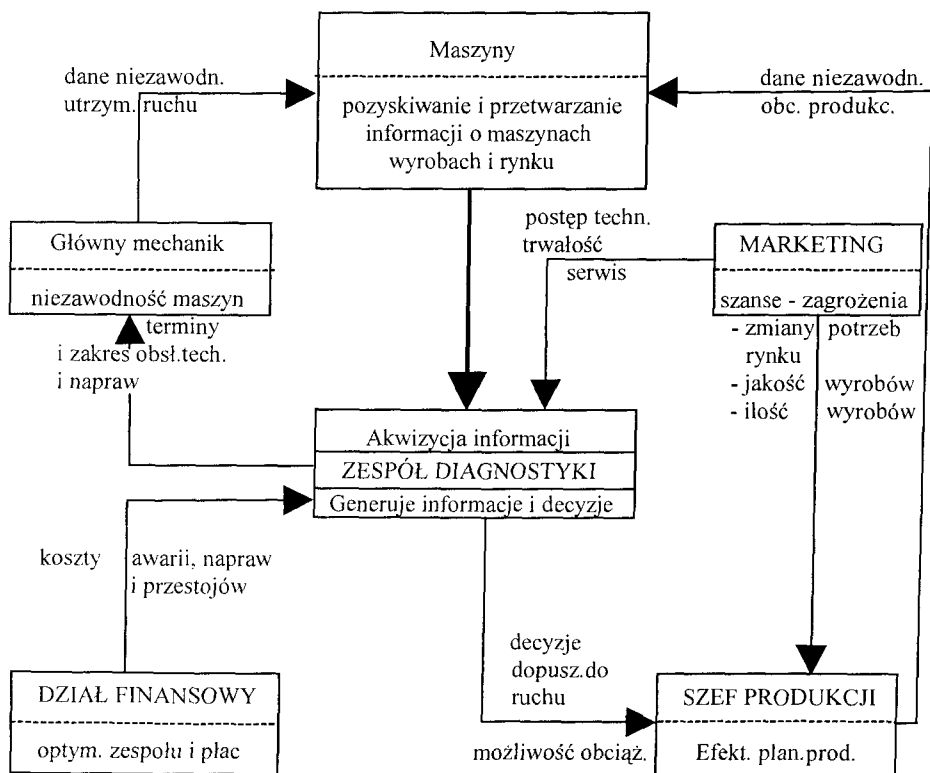 Maszyny
dane niezawodn.
utrzym. ruchu
pozyskiwanie i przetwarzanie
informacji o maszynach
wyrobach i rynku
dane niezawodn.
obc. produkc.
Główny mechanik
niezawodność maszyn
terminy
i zakres obsł.tech.
i napraw
postęp techn.
trwałość
serwis
MARKETING
szanse - zagrożenia
- zmiany potrzeb
rynku
- jakość wyrobów
- ilość wyrobów
Akwizycja informacji
ZESPÓŁ DIAGNOSTYKI
Generuje informacje i decyzje
koszty awarii, napraw
i przestojów
decyzje
dopusz.do
ruchu
możliwość obciąż.
DZIAŁ FINANSOWY
optym. zespołu i płac
SZEF PRODUKCJI
Efekt. plan.prod.